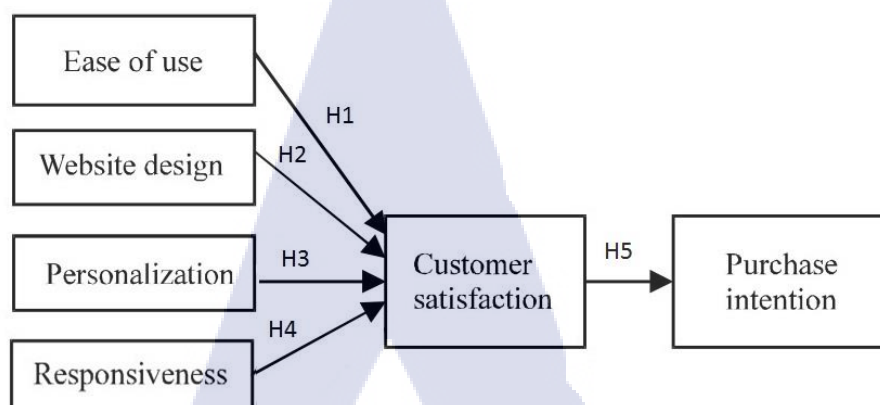 Ease of use
H1
Website design
H2
Personalization
H3
Customer
satisfaction
H5
Purchase
intention
H4
Responsiveness